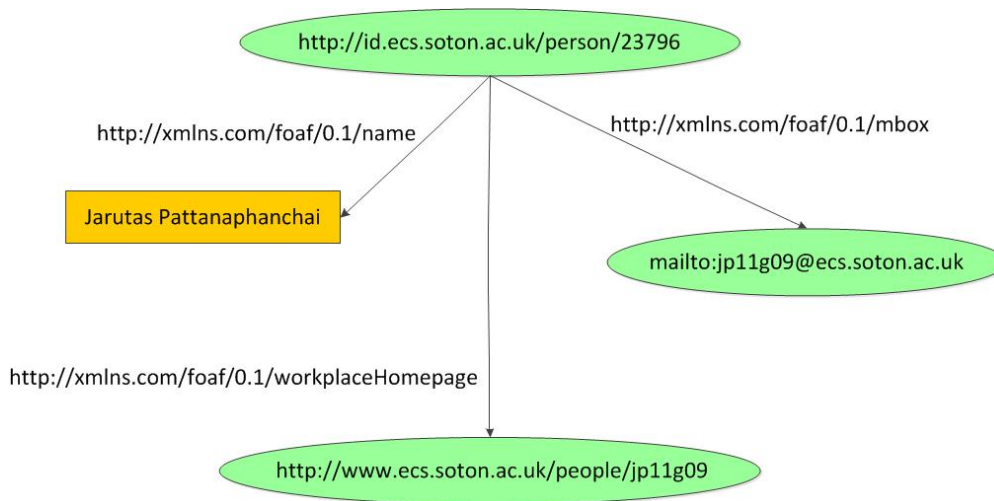 http://id.ecs.soton.ac.uk/person/23796
http://xmlns.com/foaf/0.1/name
http://xmlns.com/foaf/0.1/mbox
Jarutas Pattanaphanchai
mailto:jp11g09@ecs.soton.ac.uk
http://xmlns.com/foaf/0.1/workplaceHomepage
http://www.ecs.soton.ac.uk/people/jp11g09